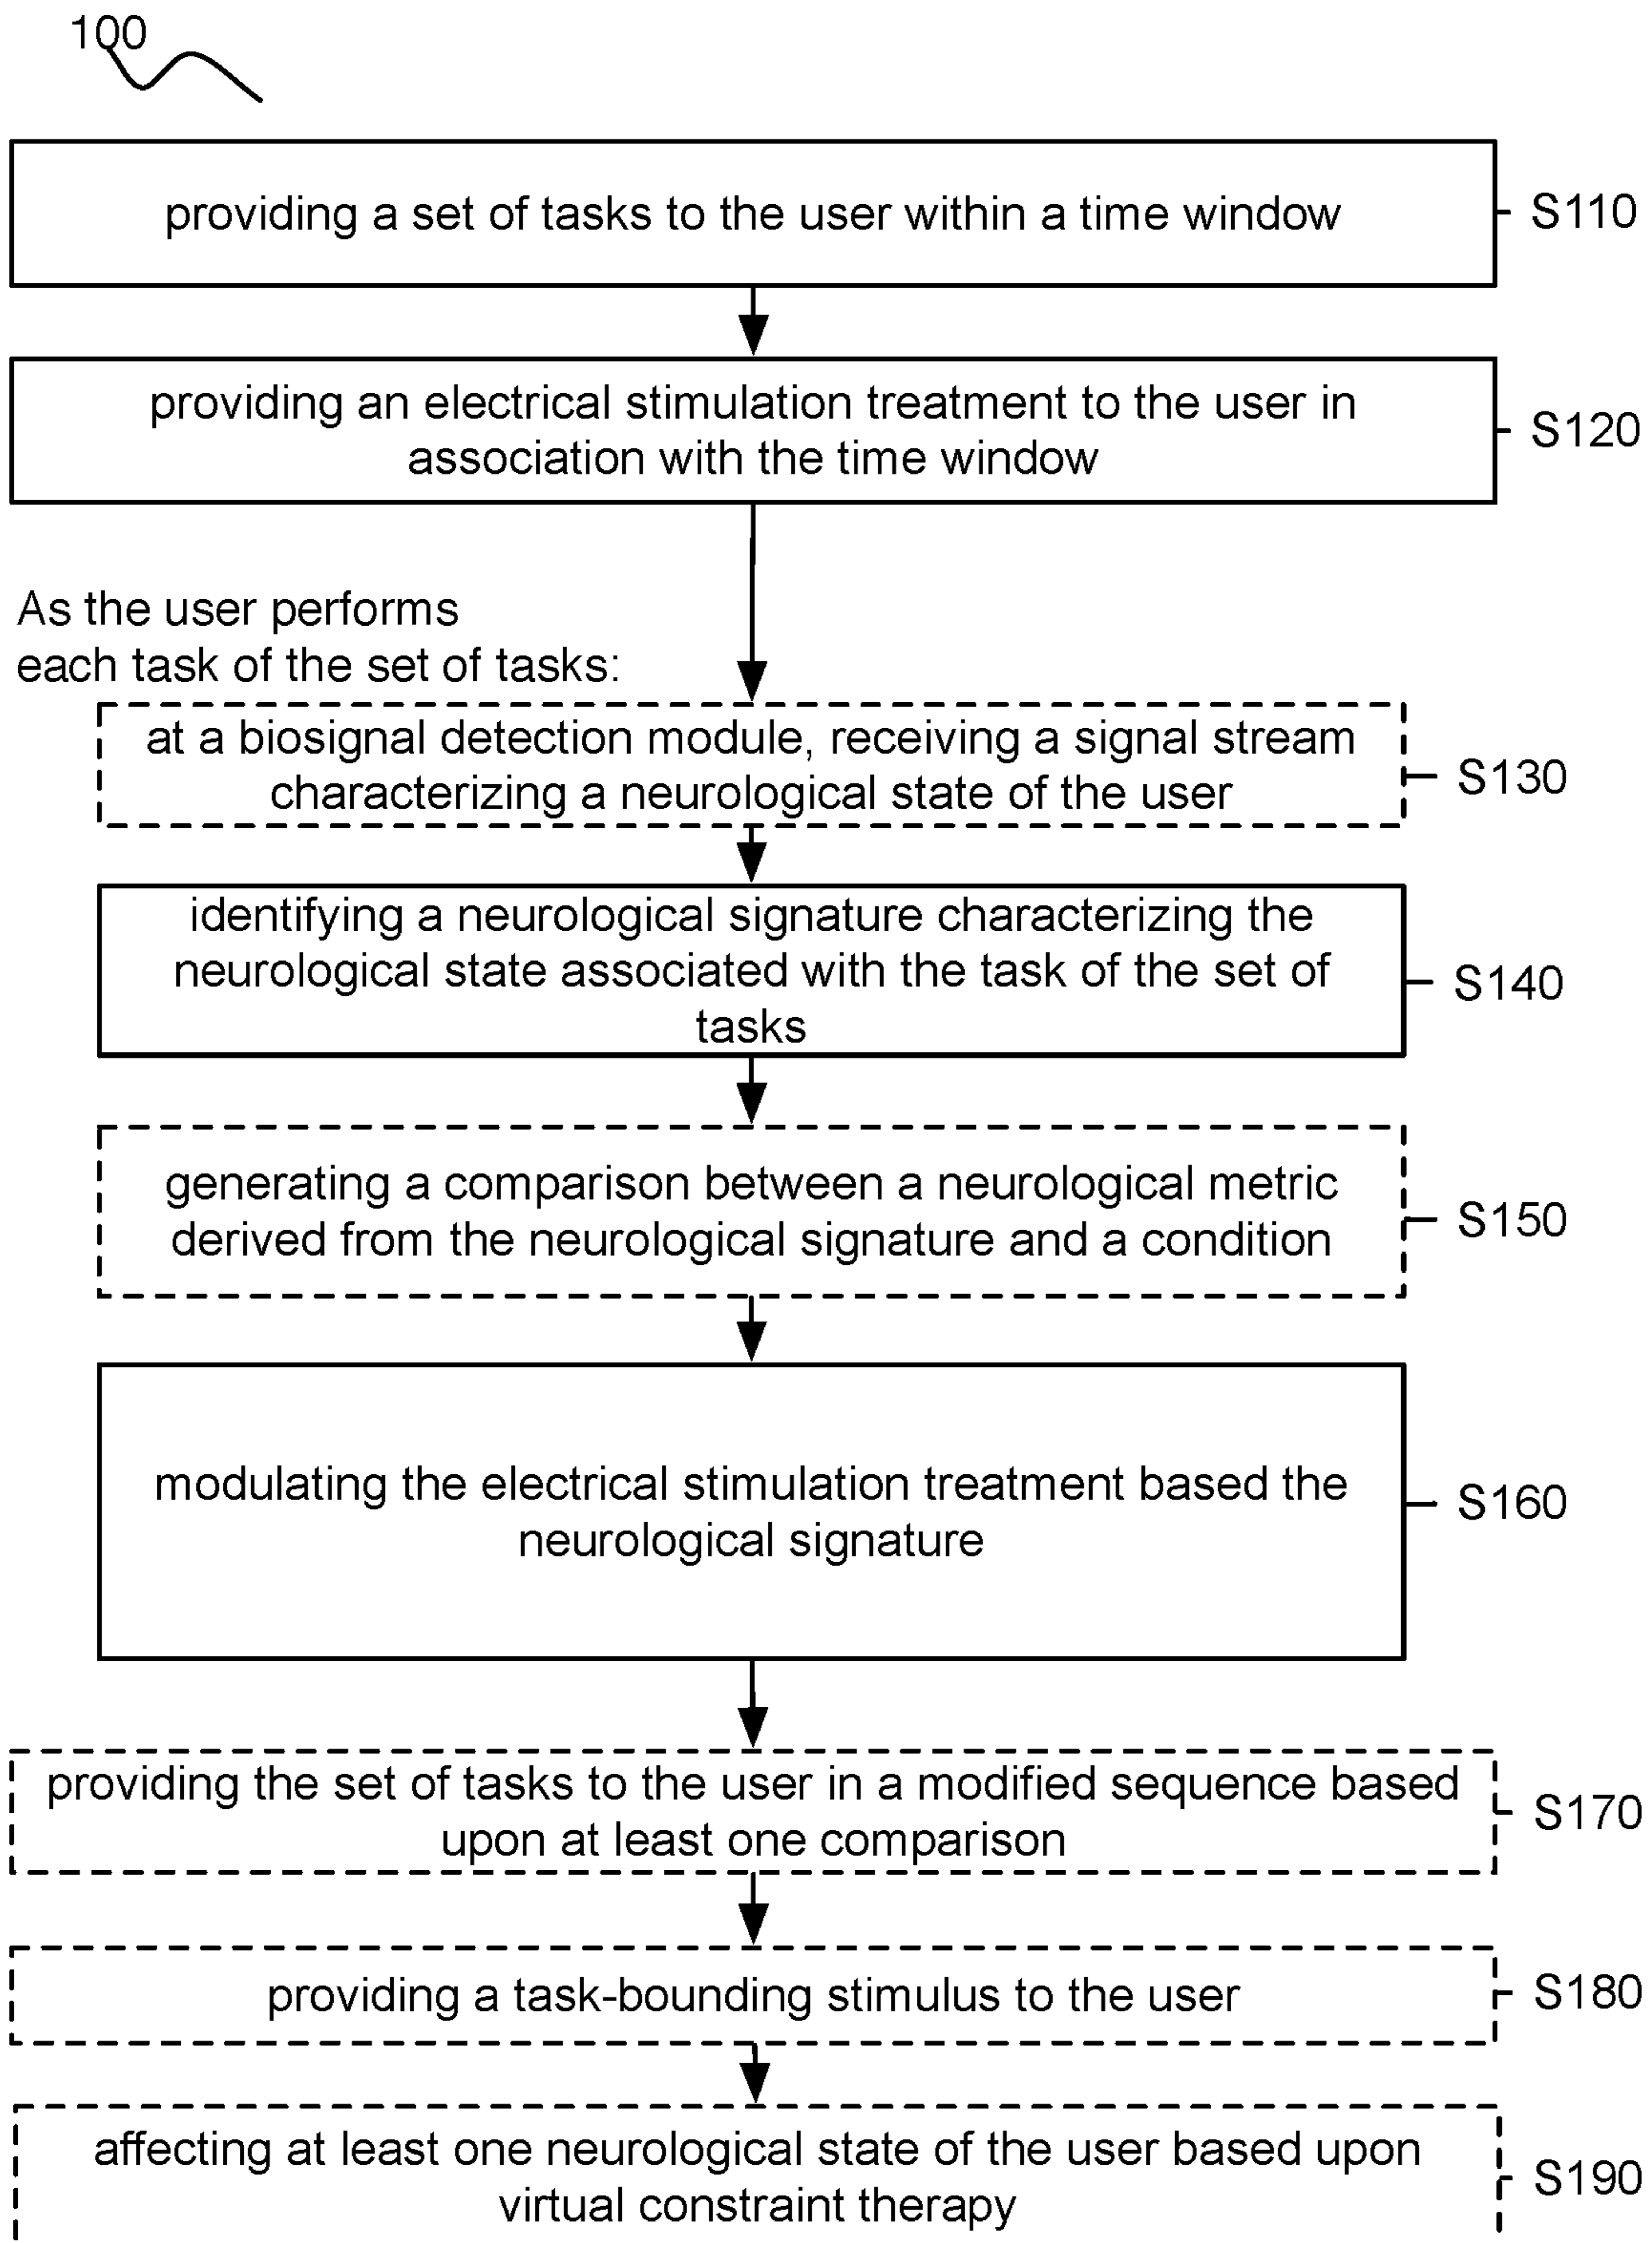 100
providing a set of tasks to the user within a time window
S110
providing an electrical stimulation treatment to the user in
association with the time window
S120
As the user performs
each task of the set of tasks:
at a biosignal detection module, receiving a signal stream
characterizing a neurological state of the user
S130
identifying a neurological signature characterizing the
neurological state associated with the task of the set of
tasks
S140
generating a comparison between a neurological metric
derived from the neurological signature and a condition
S150
modulating the electrical stimulation treatment based the
neurological signature
S160
providing the set of tasks to the user in a modified sequence based
upon at least one comparison
S170
providing a task-bounding stimulus to the user
S180
affecting at least one neurological state of the user based upon
virtual constraint therapy
S190